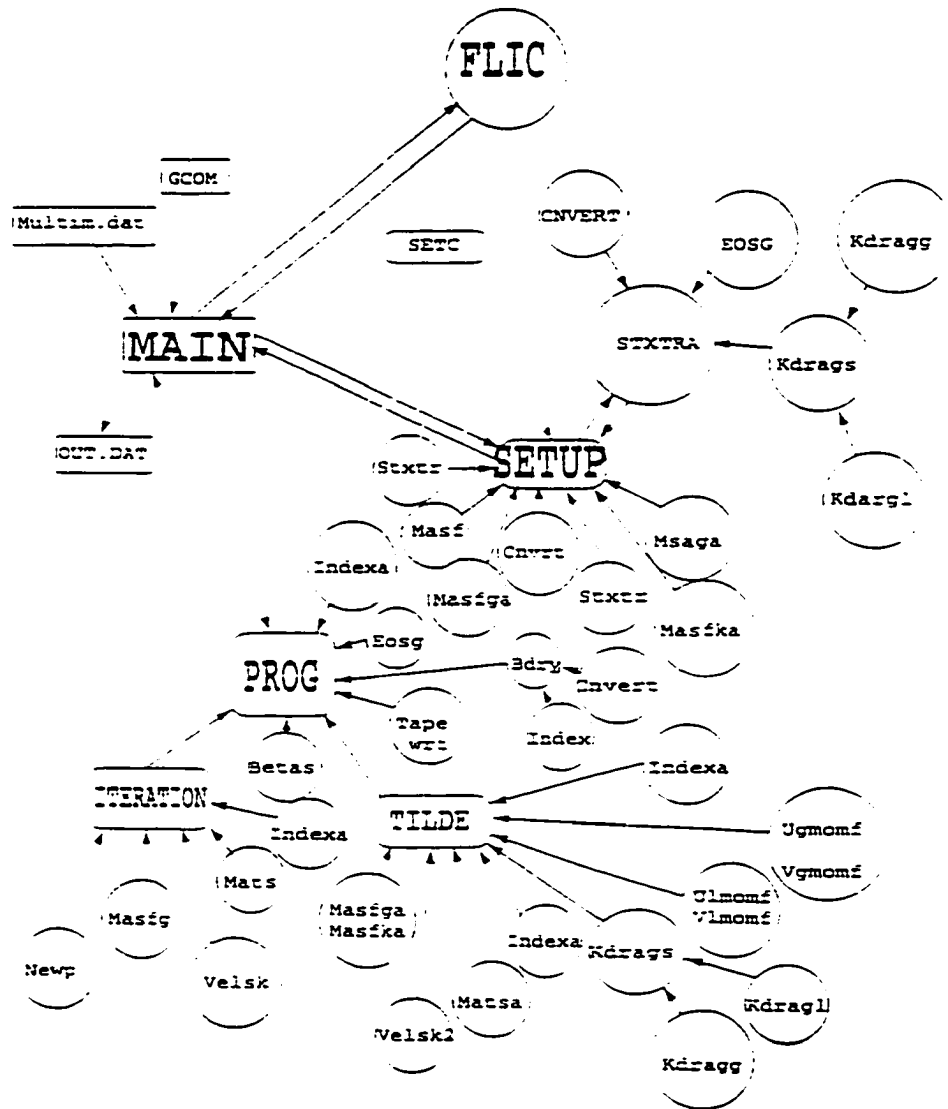 FLIC
GCOM
Multim.dat
SETC
CNVERT
EOSG
Kdragg
MAIN
STXTRA
Kdrags
OUT.DAT
Stxtr
SETUP
Kdargl
Masf
Cnvrt
Msaga
Indexa
Masfga
Stxtr
Masfka
Eosg
PROG
Bdry
Cnvert
Tape
wrt
Index
Betas
Indexa
ITERATION
Indexa
TILDE
Ugmomf
Vgmomf
Mats
Ulmomf
Vlmomf
Masfg
Masfga
Masfka
Indexa
Kdrags
Newp
Velsk
Matsa
Kdragl
Velsk2
Kdragg